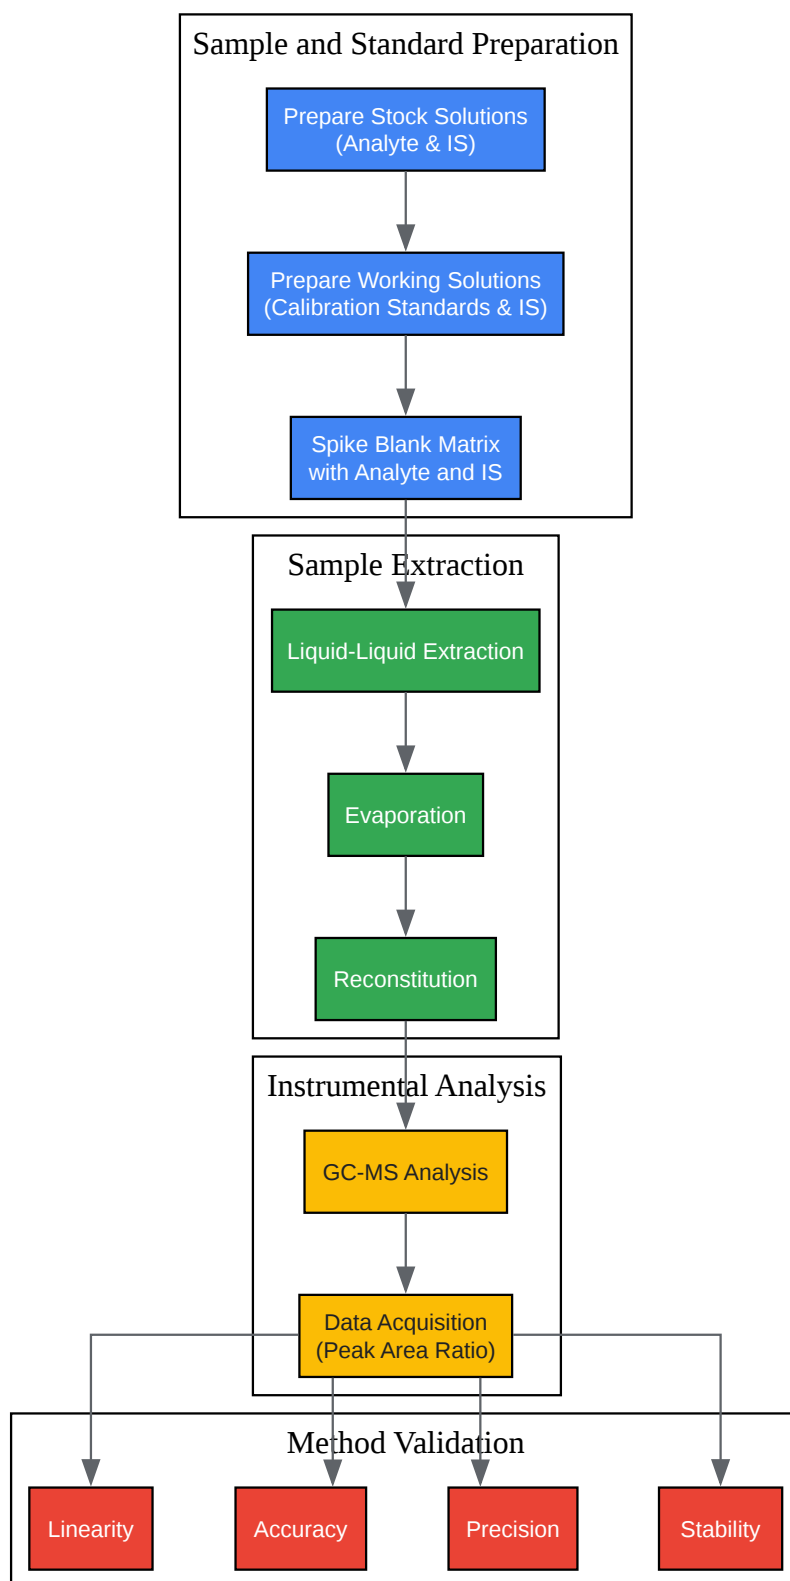 Sample and Standard Preparation
Prepare Stock Solutions
(Analyte & IS)
Prepare Working Solutions
(Calibration Standards & IS)
Spike Blank Matrix
with Analyte and IS
Sample Extraction
Liquid-Liquid Extraction
Evaporation
Reconstitution
Instrumental Analysis
GC-MS Analysis
Data Acquisition
(Peak Area Ratio)
Method Validation
Linearity
Accuracy
Precision
Stability